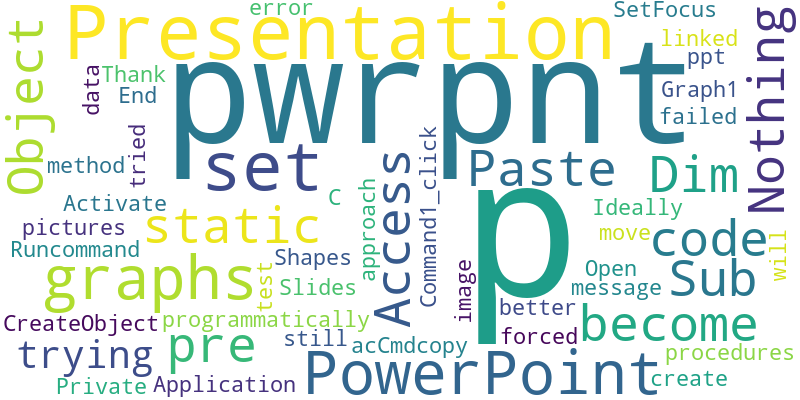 error
SetFocus
Presentation
linked
Nothing
Object
ppt
data
Thank
pwrpnt
Graph1
End
failed
tried
method
set
Access
Paste
Dim
Command1_click
approach
C
p
Activate
static
Ideally
pictures
code
move
Runcommand
Shapes
Open
Sub
will
graphs
test
Slides
image
message
better
CreateObject
programmatically
forced
become
trying
pre
still
acCmdcopy
procedures
Private
Application
PowerPoint
create